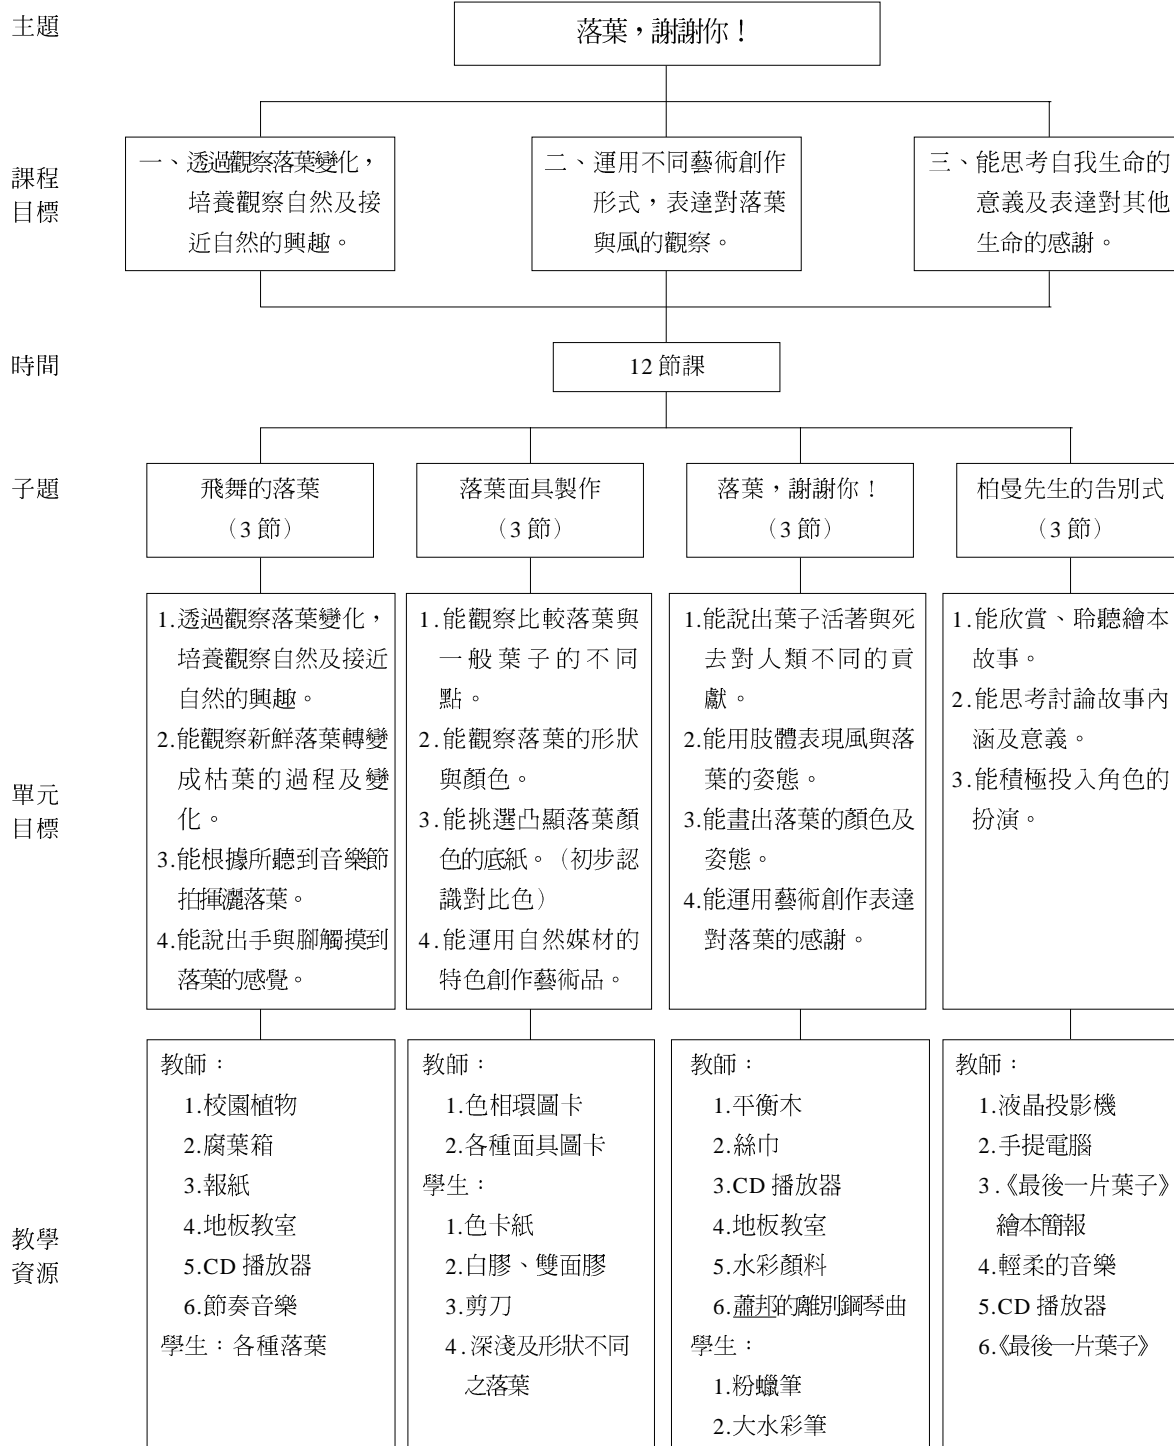 主題
落葉，謝謝你！
課程
目標
一、透過觀察落葉變化，
培養觀察自然及接
近自然的興趣。
二、運用不同藝術創作
形式，表達對落葉
與風的觀察。
三、能思考自我生命的
意義及表達對其他
生命的感謝。
時間
12 節課
子題
飛舞的落葉
（3 節）
落葉面具製作
（3 節）
落葉，謝謝你！
（3 節）
柏曼先生的告別式
（3 節）
單元
目標
1.透過觀察落葉變化，
培養觀察自然及接近
自然的興趣。
2.能觀察新鮮落葉轉變
成枯葉的過程及變
化。
3.能根據所聽到音樂節
拍揮灑落葉。
4.能說出手與腳觸摸到
落葉的感覺。
1.能觀察比較落葉與
一般葉子的不同
點。
2.能觀察落葉的形狀
與顏色。
3.能挑選凸顯落葉顏
色的底紙。（初步認
識對比色）
4.能運用自然媒材的
特色創作藝術品。
1.能說出葉子活著與死
去對人類不同的貢
獻。
2.能用肢體表現風與落
葉的姿態。
3.能畫出落葉的顏色及
姿態。
4.能運用藝術創作表達
對落葉的感謝。
1.能欣賞、聆聽繪本
故事。
2.能思考討論故事內
涵及意義。
3.能積極投入角色的
扮演。
教學
資源
教師：
1.校園植物
2.腐葉箱
3.報紙
4.地板教室
5.CD 播放器
6.節奏音樂
學生：各種落葉
教師：
1.色相環圖卡
2.各種面具圖卡
學生：
1.色卡紙
2.白膠、雙面膠
3.剪刀
4.深淺及形狀不同
之落葉
教師：
1.平衡木
2.絲巾
3.CD 播放器
4.地板教室
5.水彩顏料
6.蕭邦的離別鋼琴曲
學生：
1.粉蠟筆
2.大水彩筆
教師：
1.液晶投影機
2.手提電腦
3.《最後一片葉子》
繪本簡報
4.輕柔的音樂
5.CD 播放器
6.《最後一片葉子》